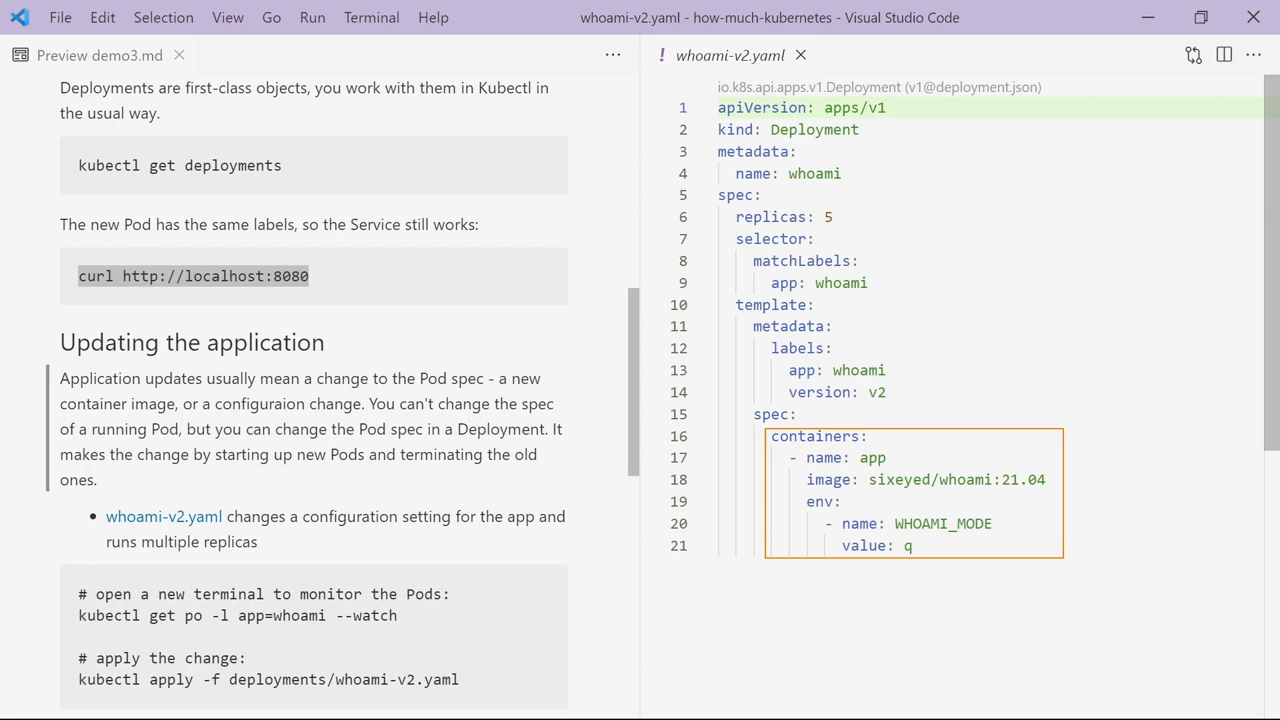 File Edit Selection View Go Run Terminal Help whoami-v2.yaml - how-much-kubernetes - Visual Studio Code
Preview demo3.md
Deployments are first-class objects, you work with them in Kubectl in
the usual way.
kubectl get deployments
The new Pod has the same labels, so the Service still works:
curl http://localhost:8080
Updating the application
Application updates usually mean a change to the Pod spec - a new
container image, or a configuraion change. You can't change the spec
of a running Pod, but you can change the Pod spec in a Deployment. It
makes the change by starting up new Pods and terminating the old
ones.
• whoami-v2.yaml changes a configuration setting for the app and
runs multiple replicas
# open a new terminal to monitor the Pods:
kubectl get po -l app=whoami --watch
# apply the change:
kubectl apply -f deployments/whoami-v2.yaml
! whoami-v2.yaml
io.k8s.api.apps.v1.Deployment (v1@deployment.json)
1 apiVersion: apps/v1
2 kind: Deployment
3 metadata:
4 name: whoami
5 spec:
6 replicas: 5
7 selector:
8 matchLabels:
9 app: whoami
10 template:
11 metadata:
12 labels:
13 app: whoami
14 version: v2
15 spec:
16 containers:
17 - name: app
18 image: sixeyed/whoami:21.04
19 env:
20 - name: WHOAMI_MODE
21 value: q